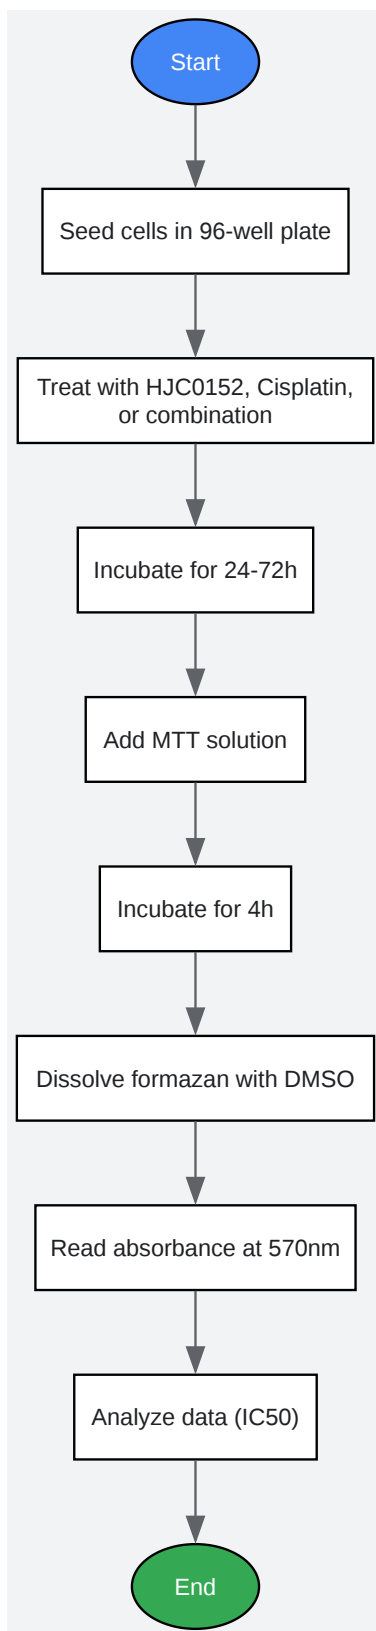 Start
Seed cells in 96-well plate
Treat with HJC0152, Cisplatin,
or combination
Incubate for 24-72h
Add MTT solution
Incubate for 4h
Dissolve formazan with DMSO
Read absorbance at 570nm
Analyze data (IC50)
End